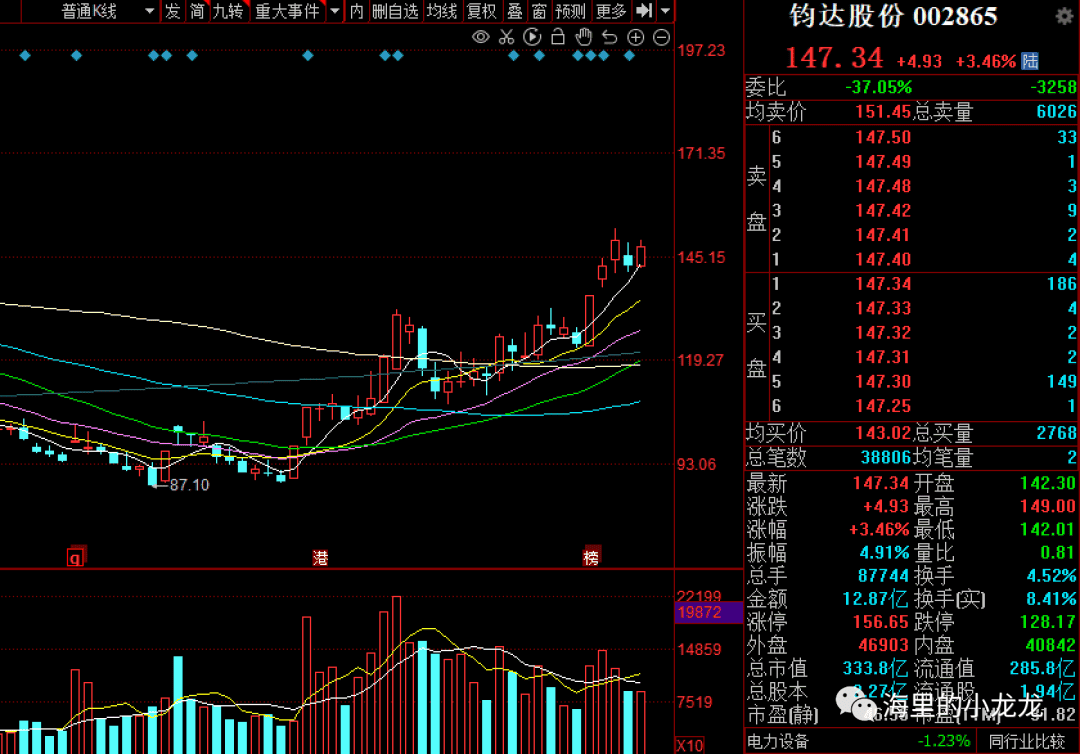 普通K线 发 简 九转 重大事件 内 删自选 均线 复权 叠 窗 预测 更多
197.23
171.35
145.15
119.27
93.06
87.10
q 港 榜
22199
19872
14859
7519
X10
钧达股份 002865
147.34 +4.93 +3.46% 陆
委比 -37.05% -3258
均卖价 151.45 总卖量 6026
卖盘
6 147.50 33
5 147.49 1
4 147.48 3
3 147.42 9
2 147.41 2
1 147.40 4
买盘
1 147.34 186
2 147.33 4
3 147.32 2
4 147.31 2
5 147.30 149
6 147.25 1
均买价 143.02 总买量 2768
总笔数 38806 均笔量 2
最新 147.34 开盘 142.30
涨跌 +4.93 最高 149.00
涨幅 +3.46% 最低 142.01
振幅 4.91% 量比 0.81
总手 87744 换手 4.52%
金额 12.87亿 换手(实) 8.41%
涨停 156.65 跌停 128.17
外盘 46903 内盘 40842
总市值 333.8亿 流通值 285.8亿
总股本 2.27亿 流通股 1.94亿
市盈(静) 市盈(TTM) 31.82
海里的小龙龙
电力设备 -1.23% 同行业比较